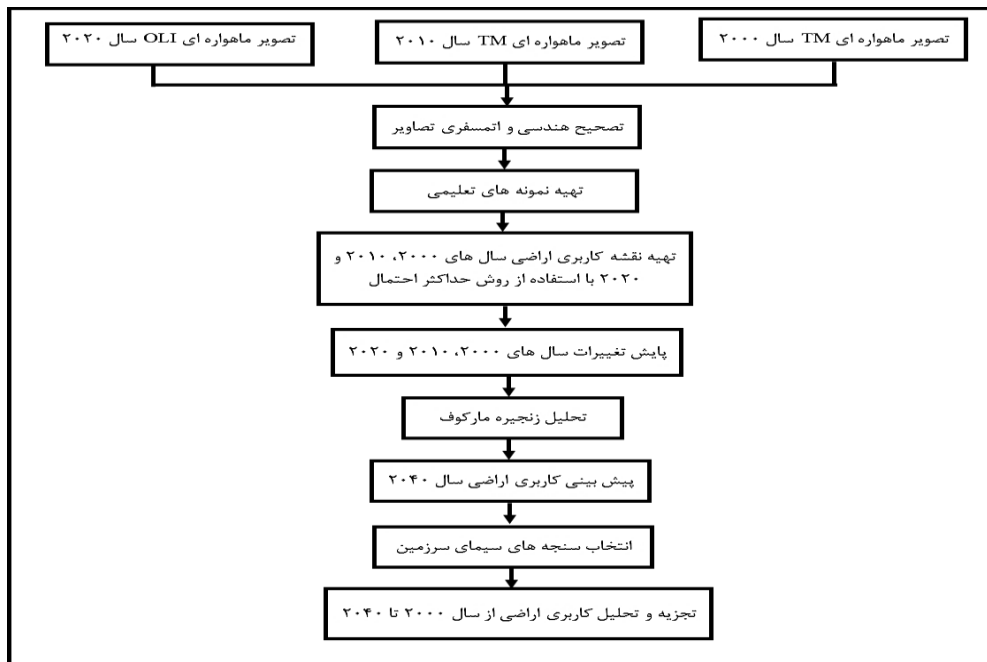 تصویر ماهواره ای TM سال ۲۰۰۰
تصویر ماهواره ای TM سال ۲۰۱۰
تصویر ماهواره ای OLI سال ۲۰۲۰
تصحیح هندسی و اتمسفری تصاویر
تهیه نمونه های تعلیمی
تهیه نقشه کاربری اراضی سال های ۲۰۰۰، ۲۰۱۰ و
۲۰۲۰ با استفاده از روش حداکثر احتمال
پایش تغییرات سال های ۲۰۰۰، ۲۰۱۰ و ۲۰۲۰
تحلیل زنجیره مارکوف
پیش بینی کاربری اراضی سال ۲۰۴۰
انتخاب سنجه های سیمای سرزمین
تجزیه و تحلیل کاربری اراضی از سال ۲۰۰۰ تا ۲۰۴۰